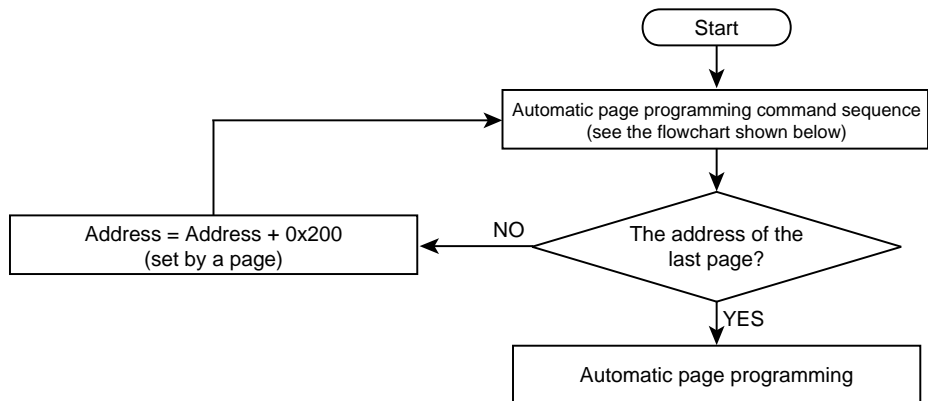 Start
Automatic page programming command sequence
(see the flowchart shown below)
Address = Address + 0x200
(set by a page)
NO
The address of the
last page?
YES
Automatic page programming